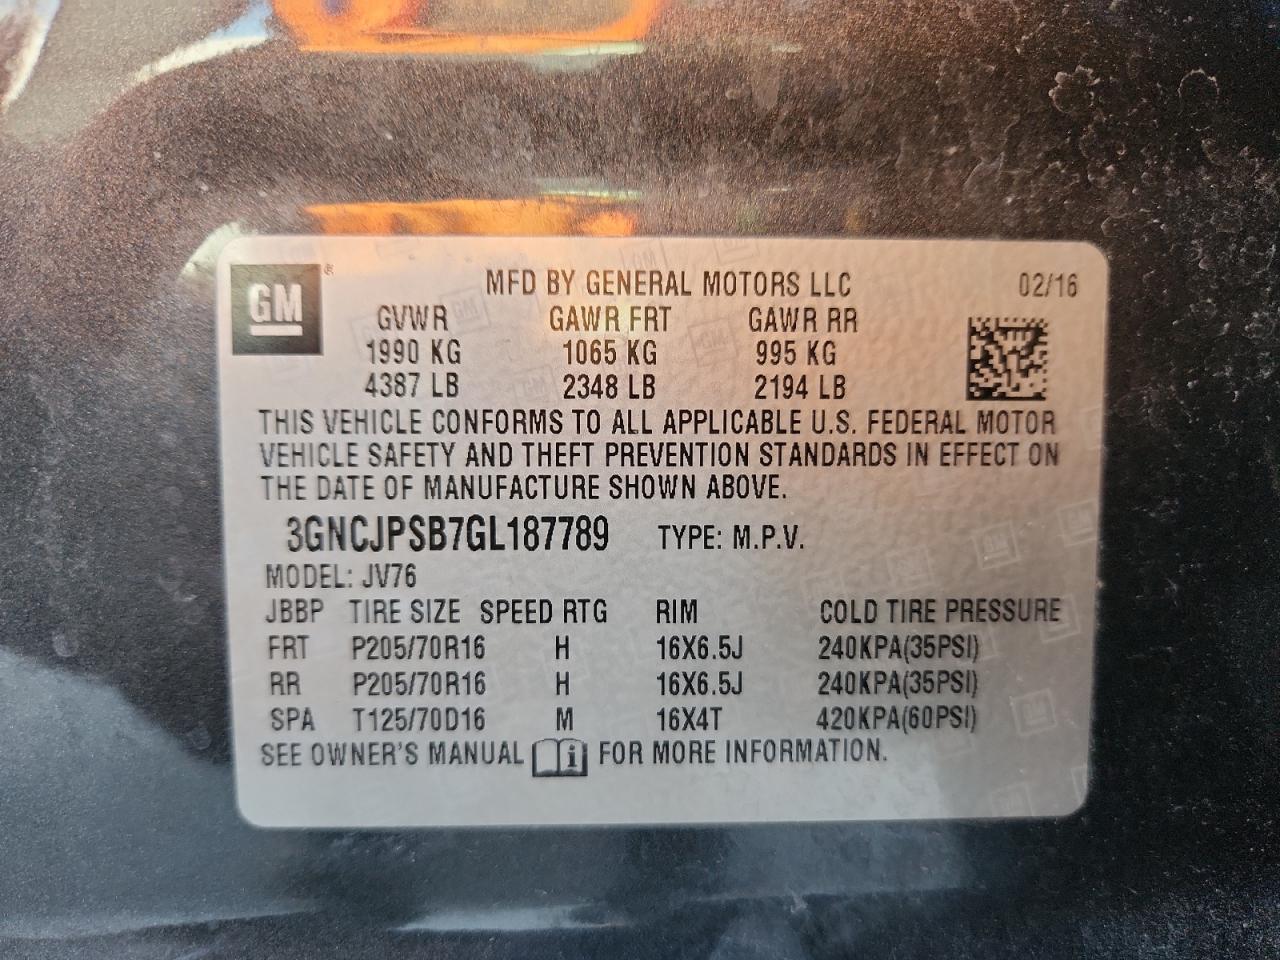 GM ®
MFD BY GENERAL MOTORS LLC 02/16
GVWR GAWR FRT GAWR RR
1990 KG 1065 KG 995 KG
4387 LB 2348 LB 2194 LB
THIS VEHICLE CONFORMS TO ALL APPLICABLE U.S. FEDERAL MOTOR
VEHICLE SAFETY AND THEFT PREVENTION STANDARDS IN EFFECT ON
THE DATE OF MANUFACTURE SHOWN ABOVE.
3GNCJPSB7GL187789 TYPE: M.P.V.
MODEL: JV76
JBBP TIRE SIZE SPEED RTG RIM COLD TIRE PRESSURE
FRT P205/70R16 H 16X6.5J 240KPA(35PSI)
RR P205/70R16 H 16X6.5J 240KPA(35PSI)
SPA T125/70D16 M 16X4T 420KPA(60PSI)
SEE OWNER'S MANUAL i FOR MORE INFORMATION.